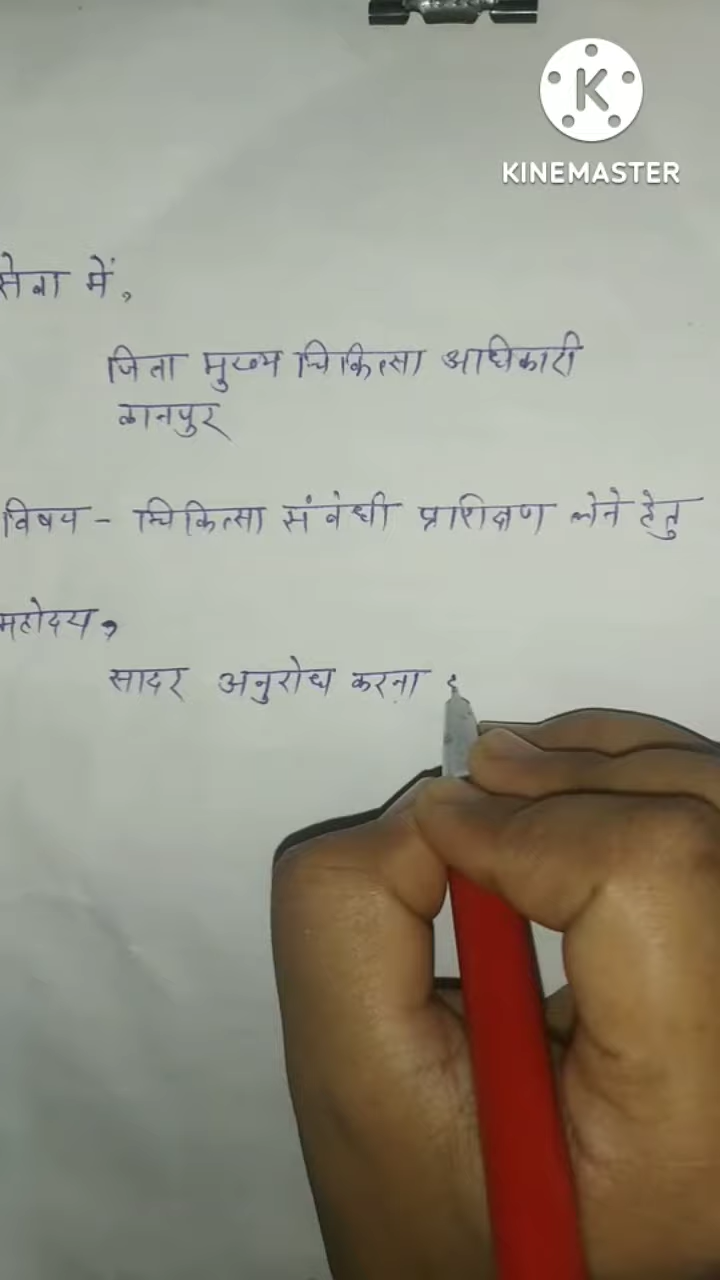 KINEMASTER
सेवा में,
जिला मुख्य चिकित्सा अधिकारी
कानपुर
विषय - चिकित्सा संबंधी प्रशिक्षण लेने हेतु
महोदय,
सादर अनुरोध करना